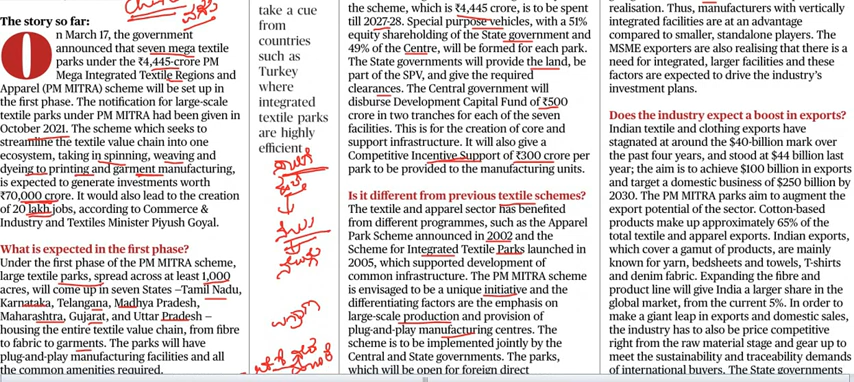 The story so far:
On March 17, the government
announced that seven mega textile
parks under the ₹4,445-crore PM
Mega Integrated Textile Regions and
Apparel (PM MITRA) scheme will be set up in
the first phase. The notification for large-scale
textile parks under PM MITRA had been given in
October 2021. The scheme which seeks to
streamline the textile value chain into one
ecosystem, taking in spinning, weaving and
dyeing to printing and garment manufacturing,
is expected to generate investments worth
₹70,000 crore. It would also lead to the creation
of 20 lakh jobs, according to Commerce &
Industry and Textiles Minister Piyush Goyal.
What is expected in the first phase?
Under the first phase of the PM MITRA scheme,
large textile parks, spread across at least 1,000
acres, will come up in seven States —Tamil Nadu,
Karnataka, Telangana, Madhya Pradesh,
Maharashtra, Gujarat, and Uttar Pradesh —
housing the entire textile value chain, from fibre
to fabric to garments. The parks will have
plug-and-play manufacturing facilities and all
the common amenities required.
take a cue
from
countries
such as
Turkey
where
integrated
textile parks
are highly
efficient
the scheme, which is ₹4,445 crore, is to be spent
till 2027-28. Special purpose vehicles, with a 51%
equity shareholding of the State government and
49% of the Centre, will be formed for each park.
The State governments will provide the land, be
part of the SPV, and give the required
clearances. The Central government will
disburse Development Capital Fund of ₹500
crore in two tranches for each of the seven
facilities. This is for the creation of core and
support infrastructure. It will also give a
Competitive Incentive Support of ₹300 crore per
park to be provided to the manufacturing units.
Is it different from previous textile schemes?
The textile and apparel sector has benefited
from different programmes, such as the Apparel
Park Scheme announced in 2002 and the
Scheme for Integrated Textile Parks launched in
2005, which supported development of
common infrastructure. The PM MITRA scheme
is envisaged to be a unique initiative and the
differentiating factors are the emphasis on
large-scale production and provision of
plug-and-play manufacturing centres. The
scheme is to be implemented jointly by the
Central and State governments. The parks,
which will be open for foreign direct
realisation. Thus, manufacturers with vertically
integrated facilities are at an advantage
compared to smaller, standalone players. The
MSME exporters are also realising that there is a
need for integrated, larger facilities and these
factors are expected to drive the industry's
investment plans.
Does the industry expect a boost in exports?
Indian textile and clothing exports have
stagnated at around the $40-billion mark over
the past four years, and stood at $44 billion last
year; the aim is to achieve $100 billion in exports
and target a domestic business of $250 billion by
2030. The PM MITRA parks aim to augment the
export potential of the sector. Cotton-based
products make up approximately 65% of the
total textile and apparel exports. Indian exports,
which cover a gamut of products, are mainly
known for yarn, bedsheets and towels, T-shirts
and denim fabric. Expanding the fibre and
product line will give India a larger share in the
global market, from the current 5%. In order to
make a giant leap in exports and domestic sales,
the industry has to also be price competitive
right from the raw material stage and gear up to
meet the sustainability and traceability demands
of international buyers. The State governments